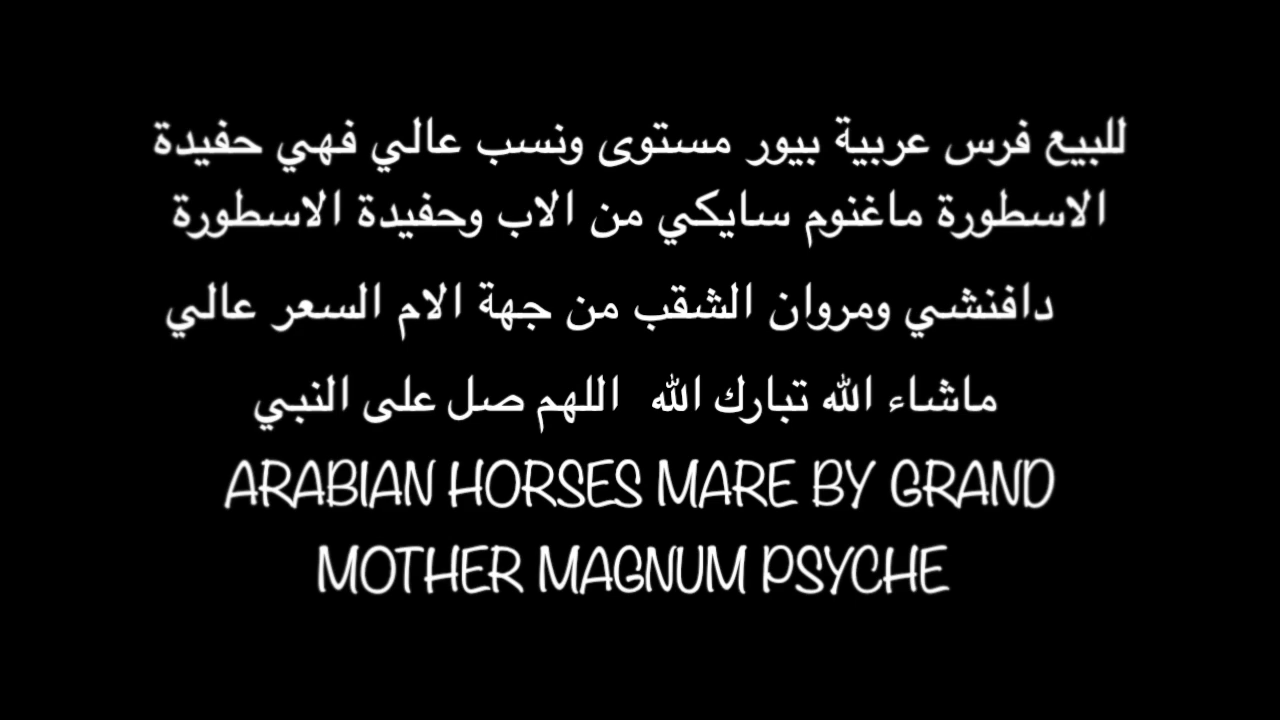 للبيع فرس عربية بيور مستوى ونسب عالي فهي حفيدة
الاسطورة ماغنوم سايكي من الاب وحفيدة الاسطورة
دافنشي ومروان الشقب من جهة الام السعر عالي
ماشاء الله تبارك الله اللهم صل على النبي
ARABIAN HORSES MARE BY GRAND
MOTHER MAGNUM PSYCHE